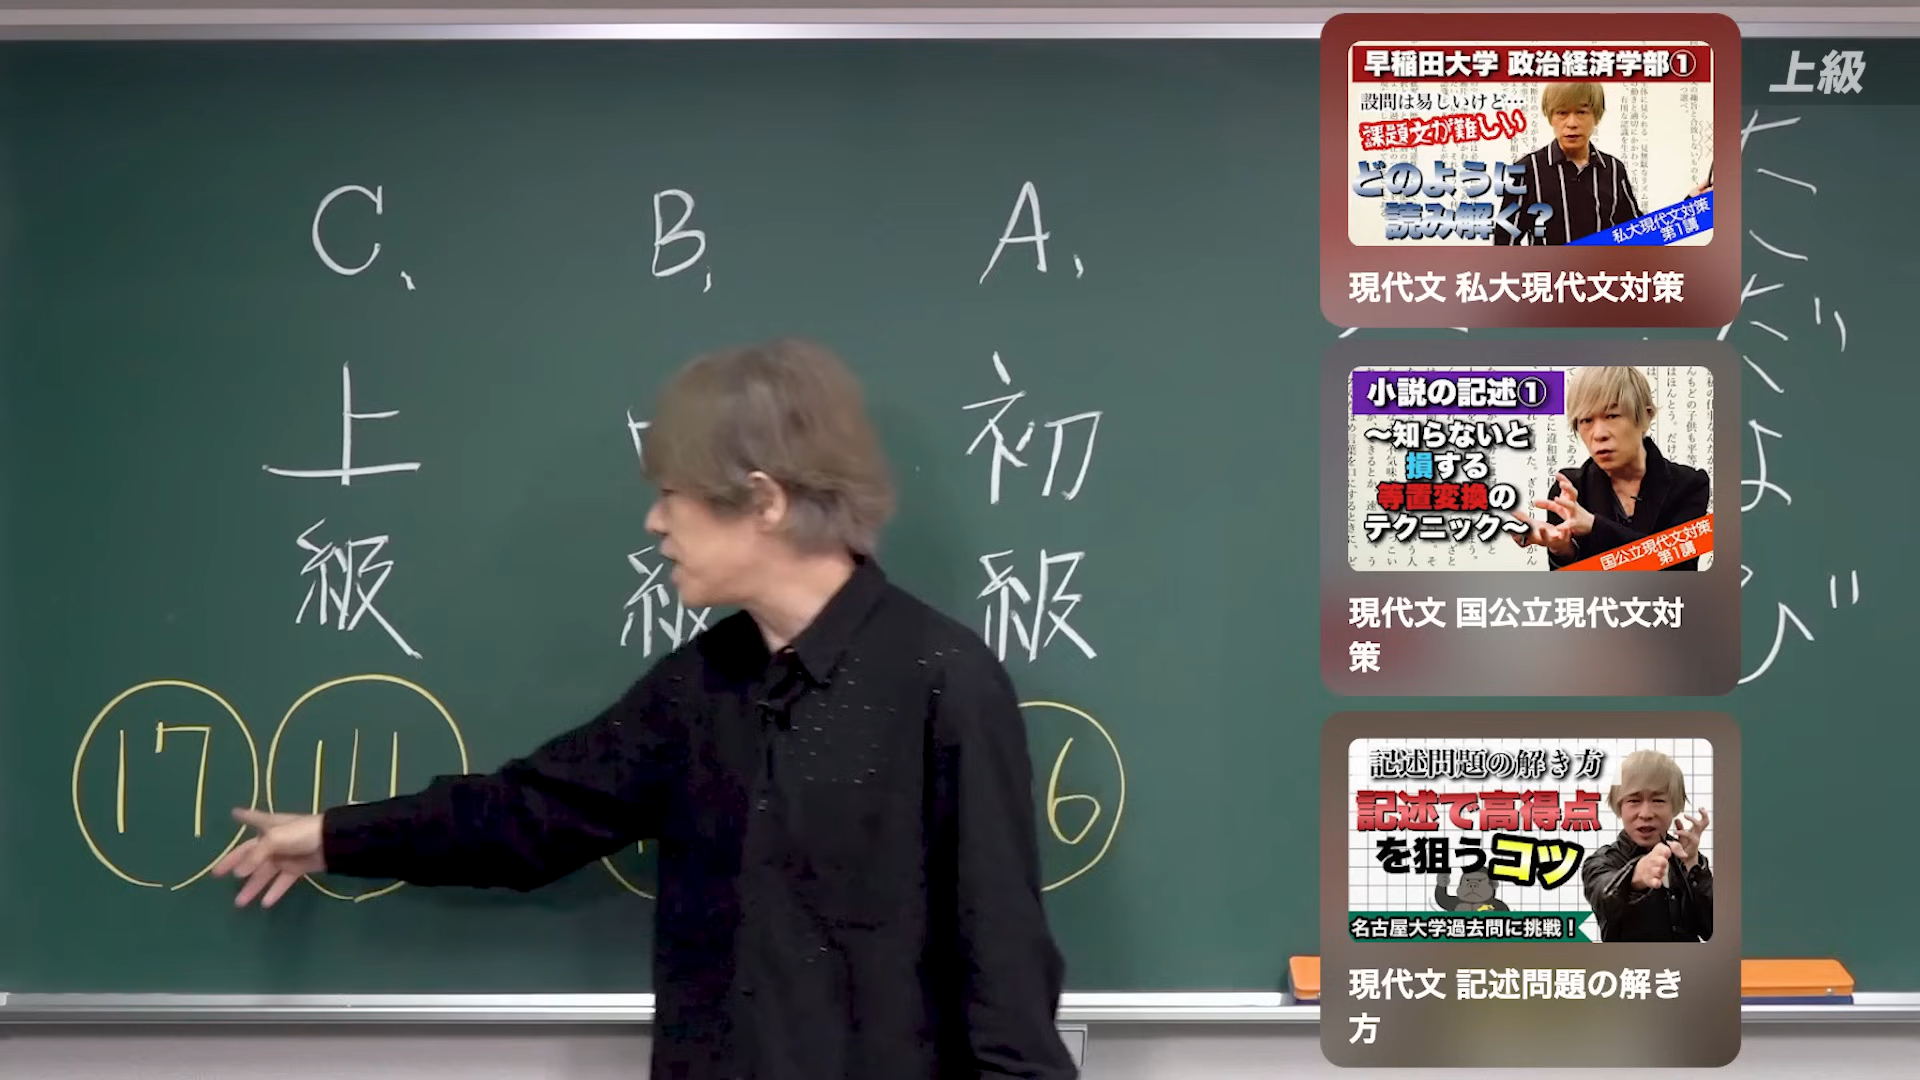 上級
A、
初級
6
B、
級
C、
上級
14
17
早稲田大学 政治経済学部①
設問は易しいけど…
課題文が難しい
どのように
読み解く？
私大現代文対策
第1講
現代文 私大現代文対策
小説の記述①
～知らないと
損する
等置変換の
テクニック～
国公立現代文対策
第1講
現代文 国公立現代文対
策
記述問題の解き方
記述で高得点
を狙うコツ
名古屋大学過去問に挑戦！
現代文 記述問題の解き
方